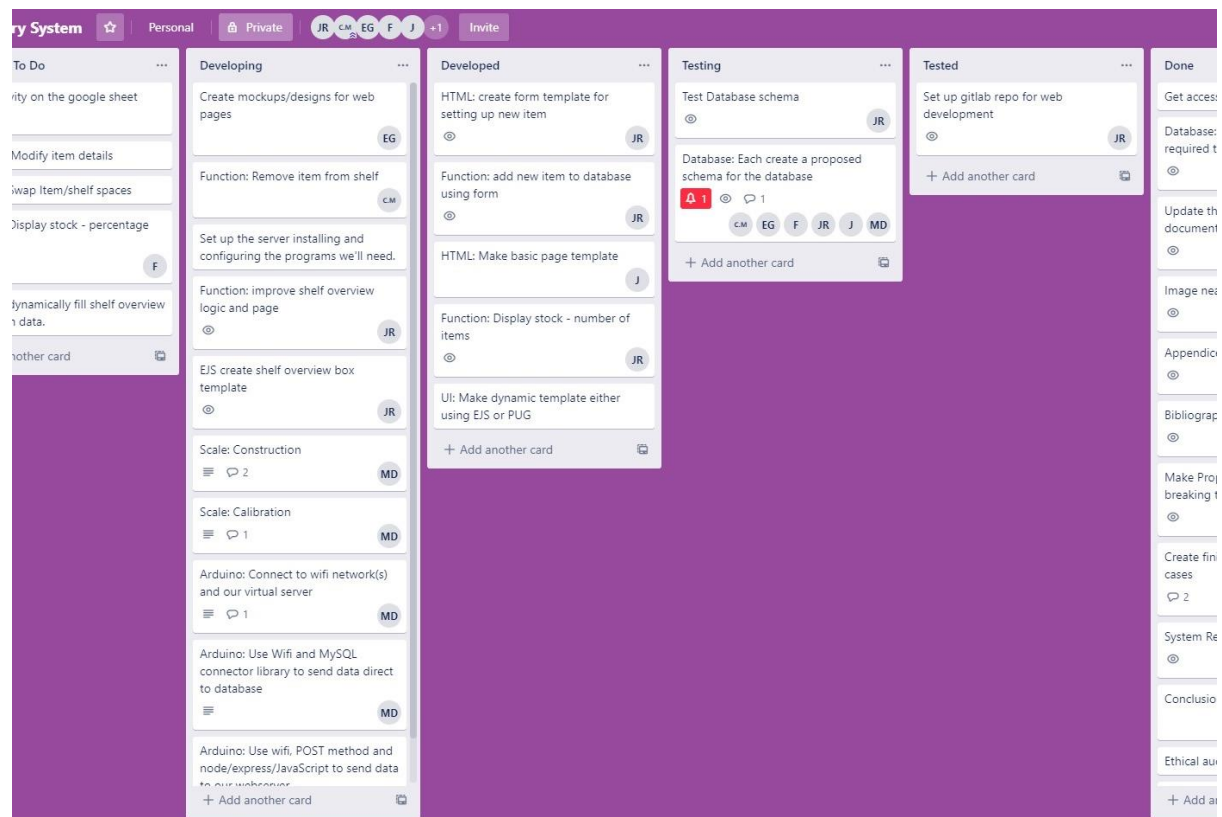 ry System Personal Private JR C.M EG F J +1 Invite
To Do
vity on the google sheet
Modify item details
Swap Item/shelf spaces
Display stock - percentage
F
dynamically fill shelf overview
data.
nother card
Developing
Create mockups/designs for web
pages
EG
Function: Remove item from shelf
C.M
Set up the server installing and
configuring the programs we'll need.
Function: improve shelf overview
logic and page
JR
EJS create shelf overview box
template
JR
Scale: Construction
2 MD
Scale: Calibration
1 MD
Arduino: Connect to wifi network(s)
and our virtual server
1 MD
Arduino: Use Wifi and MySQL
connector library to send data direct
to database
MD
Arduino: Use wifi, POST method and
node/express/JavaScript to send data
to our webserver
+ Add another card
Developed
HTML: create form template for
setting up new item
JR
Function: add new item to database
using form
JR
HTML: Make basic page template
J
Function: Display stock - number of
items
JR
UI: Make dynamic template either
using EJS or PUG
+ Add another card
Testing
Test Database schema
JR
Database: Each create a proposed
schema for the database
1 1
C.M EG F JR J MD
+ Add another card
Tested
Set up gitlab repo for web
development
JR
+ Add another card
Done
Get access
Database:
required t
Update th
document
Image nea
Appendice
Bibliograp
Make Prop
breaking t
Create fini
cases
2
System Re
Conclusio
Ethical au
+ Add a